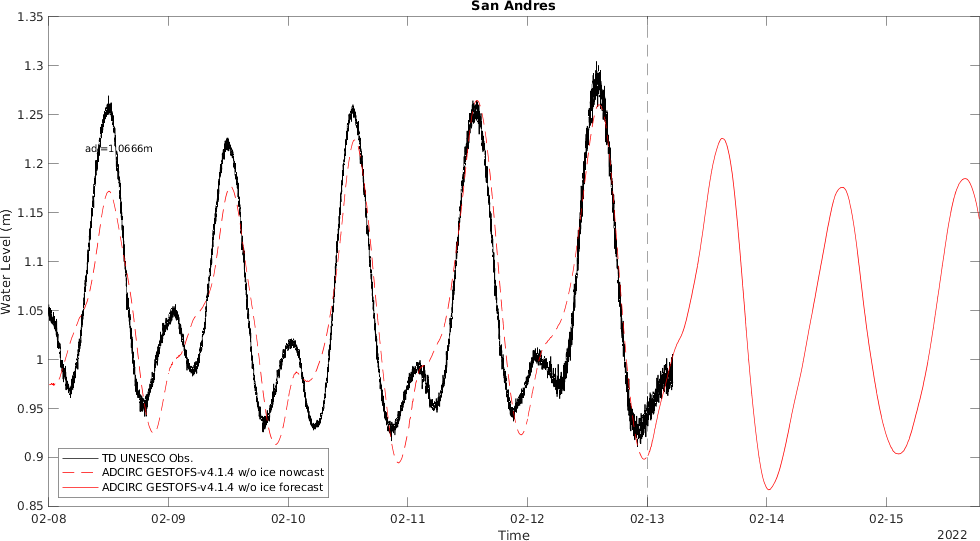 San Andres
1.35
1.3
1.25
1.2
1.15
1.1
1.05
1
0.95
0.9
0.85
Water Level (m)
adj=1.0666m
TD UNESCO Obs.
ADCIRC GESTOFS-v4.1.4 w/o ice nowcast
ADCIRC GESTOFS-v4.1.4 w/o ice forecast
02-08 02-09 02-10 02-11 02-12 02-13 02-14 02-15
Time
2022